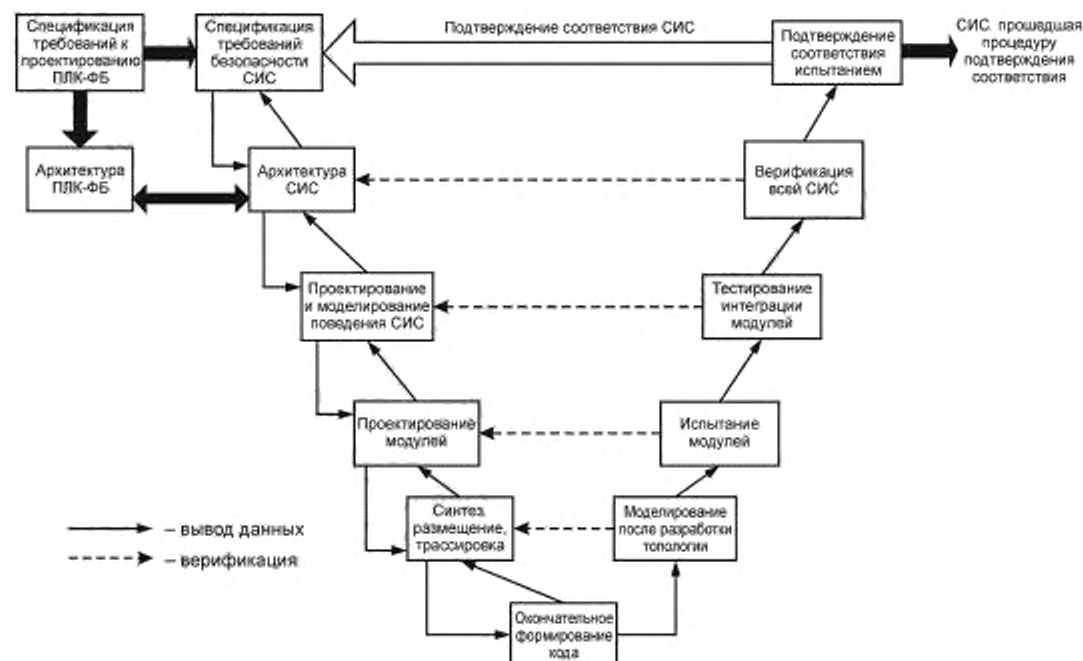 Спецификация
требований к
проектированию
ПЛК-ФБ
Спецификация
требований
безопасности
СИС
Подтверждение соответствия СИС
Подтверждение
соответствия
испытанием
СИС. прошедшая
процедуру
подтверждения
соответствия
Архитектура
ПЛК-ФБ
Архитектура
СИС
Верификация
всей СИС
Проектирование
и моделирование
поведения СИС
Тестирование
интеграции
модулей
Проектирование
модулей
Испытание
модулей
Синтез,
размещение,
трассировка
Моделирование
после разработки
топологии
– вывод данных
– верификация
Окончательное
формирование
кода